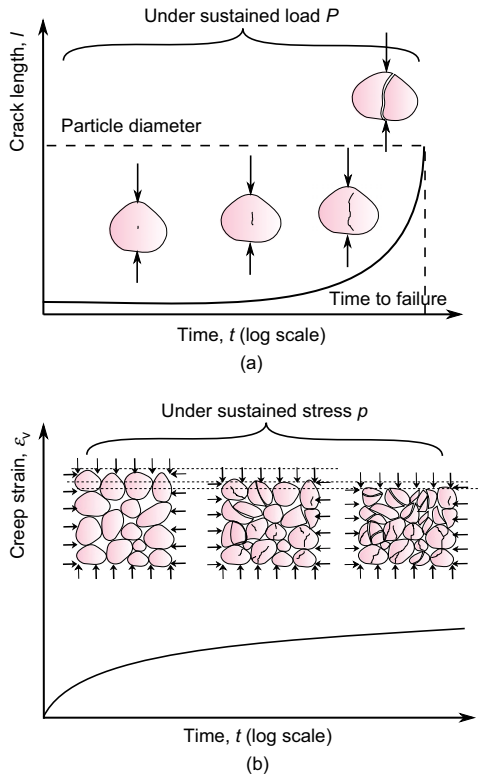 Under sustained load P
Crack length, l
Particle diameter
Time to failure
Time, t (log scale)
(a)
Under sustained stress p
Creep strain, εv
Time, t (log scale)
(b)